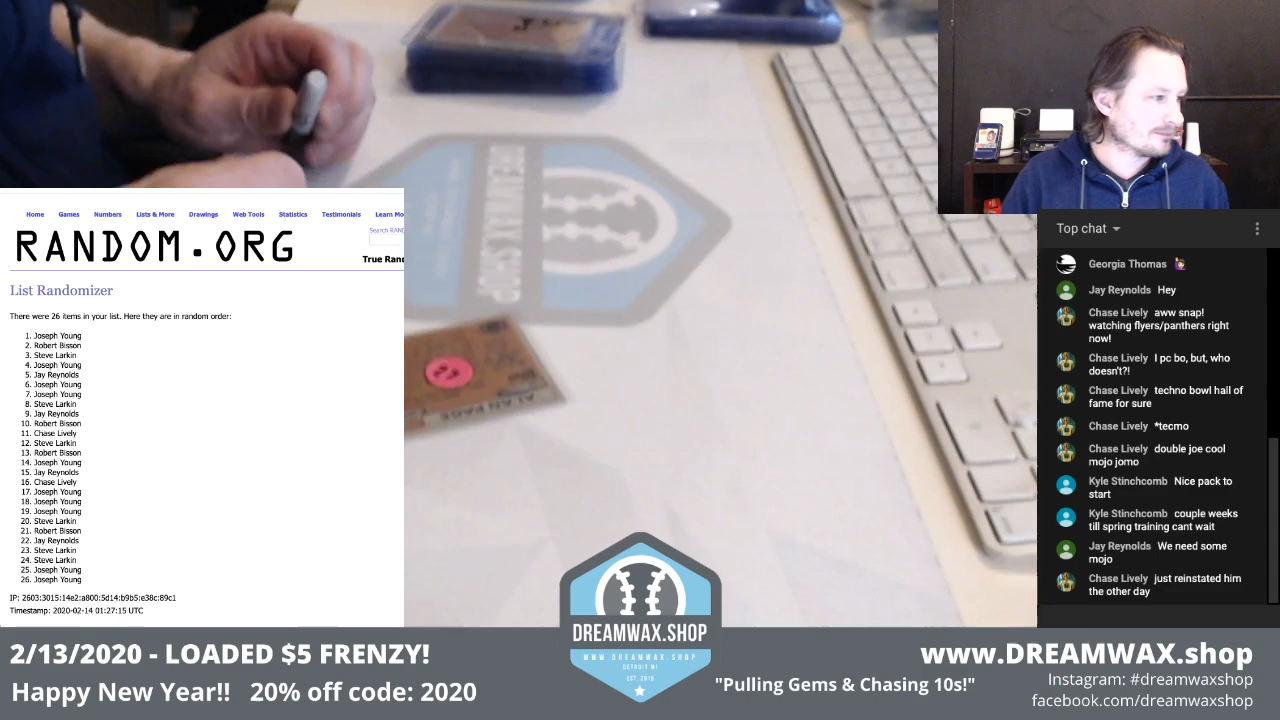 DREAMWAX.SHOP
ALAN PAGE
Home Games Numbers Lists & More Drawings Web Tools Statistics Testimonials Learn Mo
RANDOM.ORG
Search RAND
True Rand
List Randomizer
There were 26 items in your list. Here they are in random order:
1. Joseph Young
2. Robert Bisson
3. Steve Larkin
4. Joseph Young
5. Jay Reynolds
6. Joseph Young
7. Joseph Young
8. Steve Larkin
9. Jay Reynolds
10. Robert Bisson
11. Chase Lively
12. Steve Larkin
13. Robert Bisson
14. Joseph Young
15. Jay Reynolds
16. Chase Lively
17. Joseph Young
18. Joseph Young
19. Joseph Young
20. Steve Larkin
21. Robert Bisson
22. Jay Reynolds
23. Steve Larkin
24. Steve Larkin
25. Joseph Young
26. Joseph Young
IP: 2603:3015:14e2:a800:5d14:b9b5:e38c:89c1
Timestamp: 2020-02-14 01:27:15 UTC
Top chat
Georgia Thomas
Jay Reynolds Hey
Chase Lively aww snap!
watching flyers/panthers right
now!
Chase Lively I pc bo, but, who
doesn't?!
Chase Lively techno bowl hall of
fame for sure
Chase Lively *tecmo
Chase Lively double joe cool
mojo jomo
Kyle Stinchcomb Nice pack to
start
Kyle Stinchcomb couple weeks
till spring training cant wait
Jay Reynolds We need some
mojo
Chase Lively just reinstated him
the other day
2/13/2020 - LOADED $5 FRENZY!
Happy New Year!! 20% off code: 2020
DREAMWAX.SHOP
WWW.DREAMWAX.SHOP
DETROIT MI
EST. 2018
"Pulling Gems & Chasing 10s!"
www.DREAMWAX.shop
Instagram: #dreamwaxshop
facebook.com/dreamwaxshop